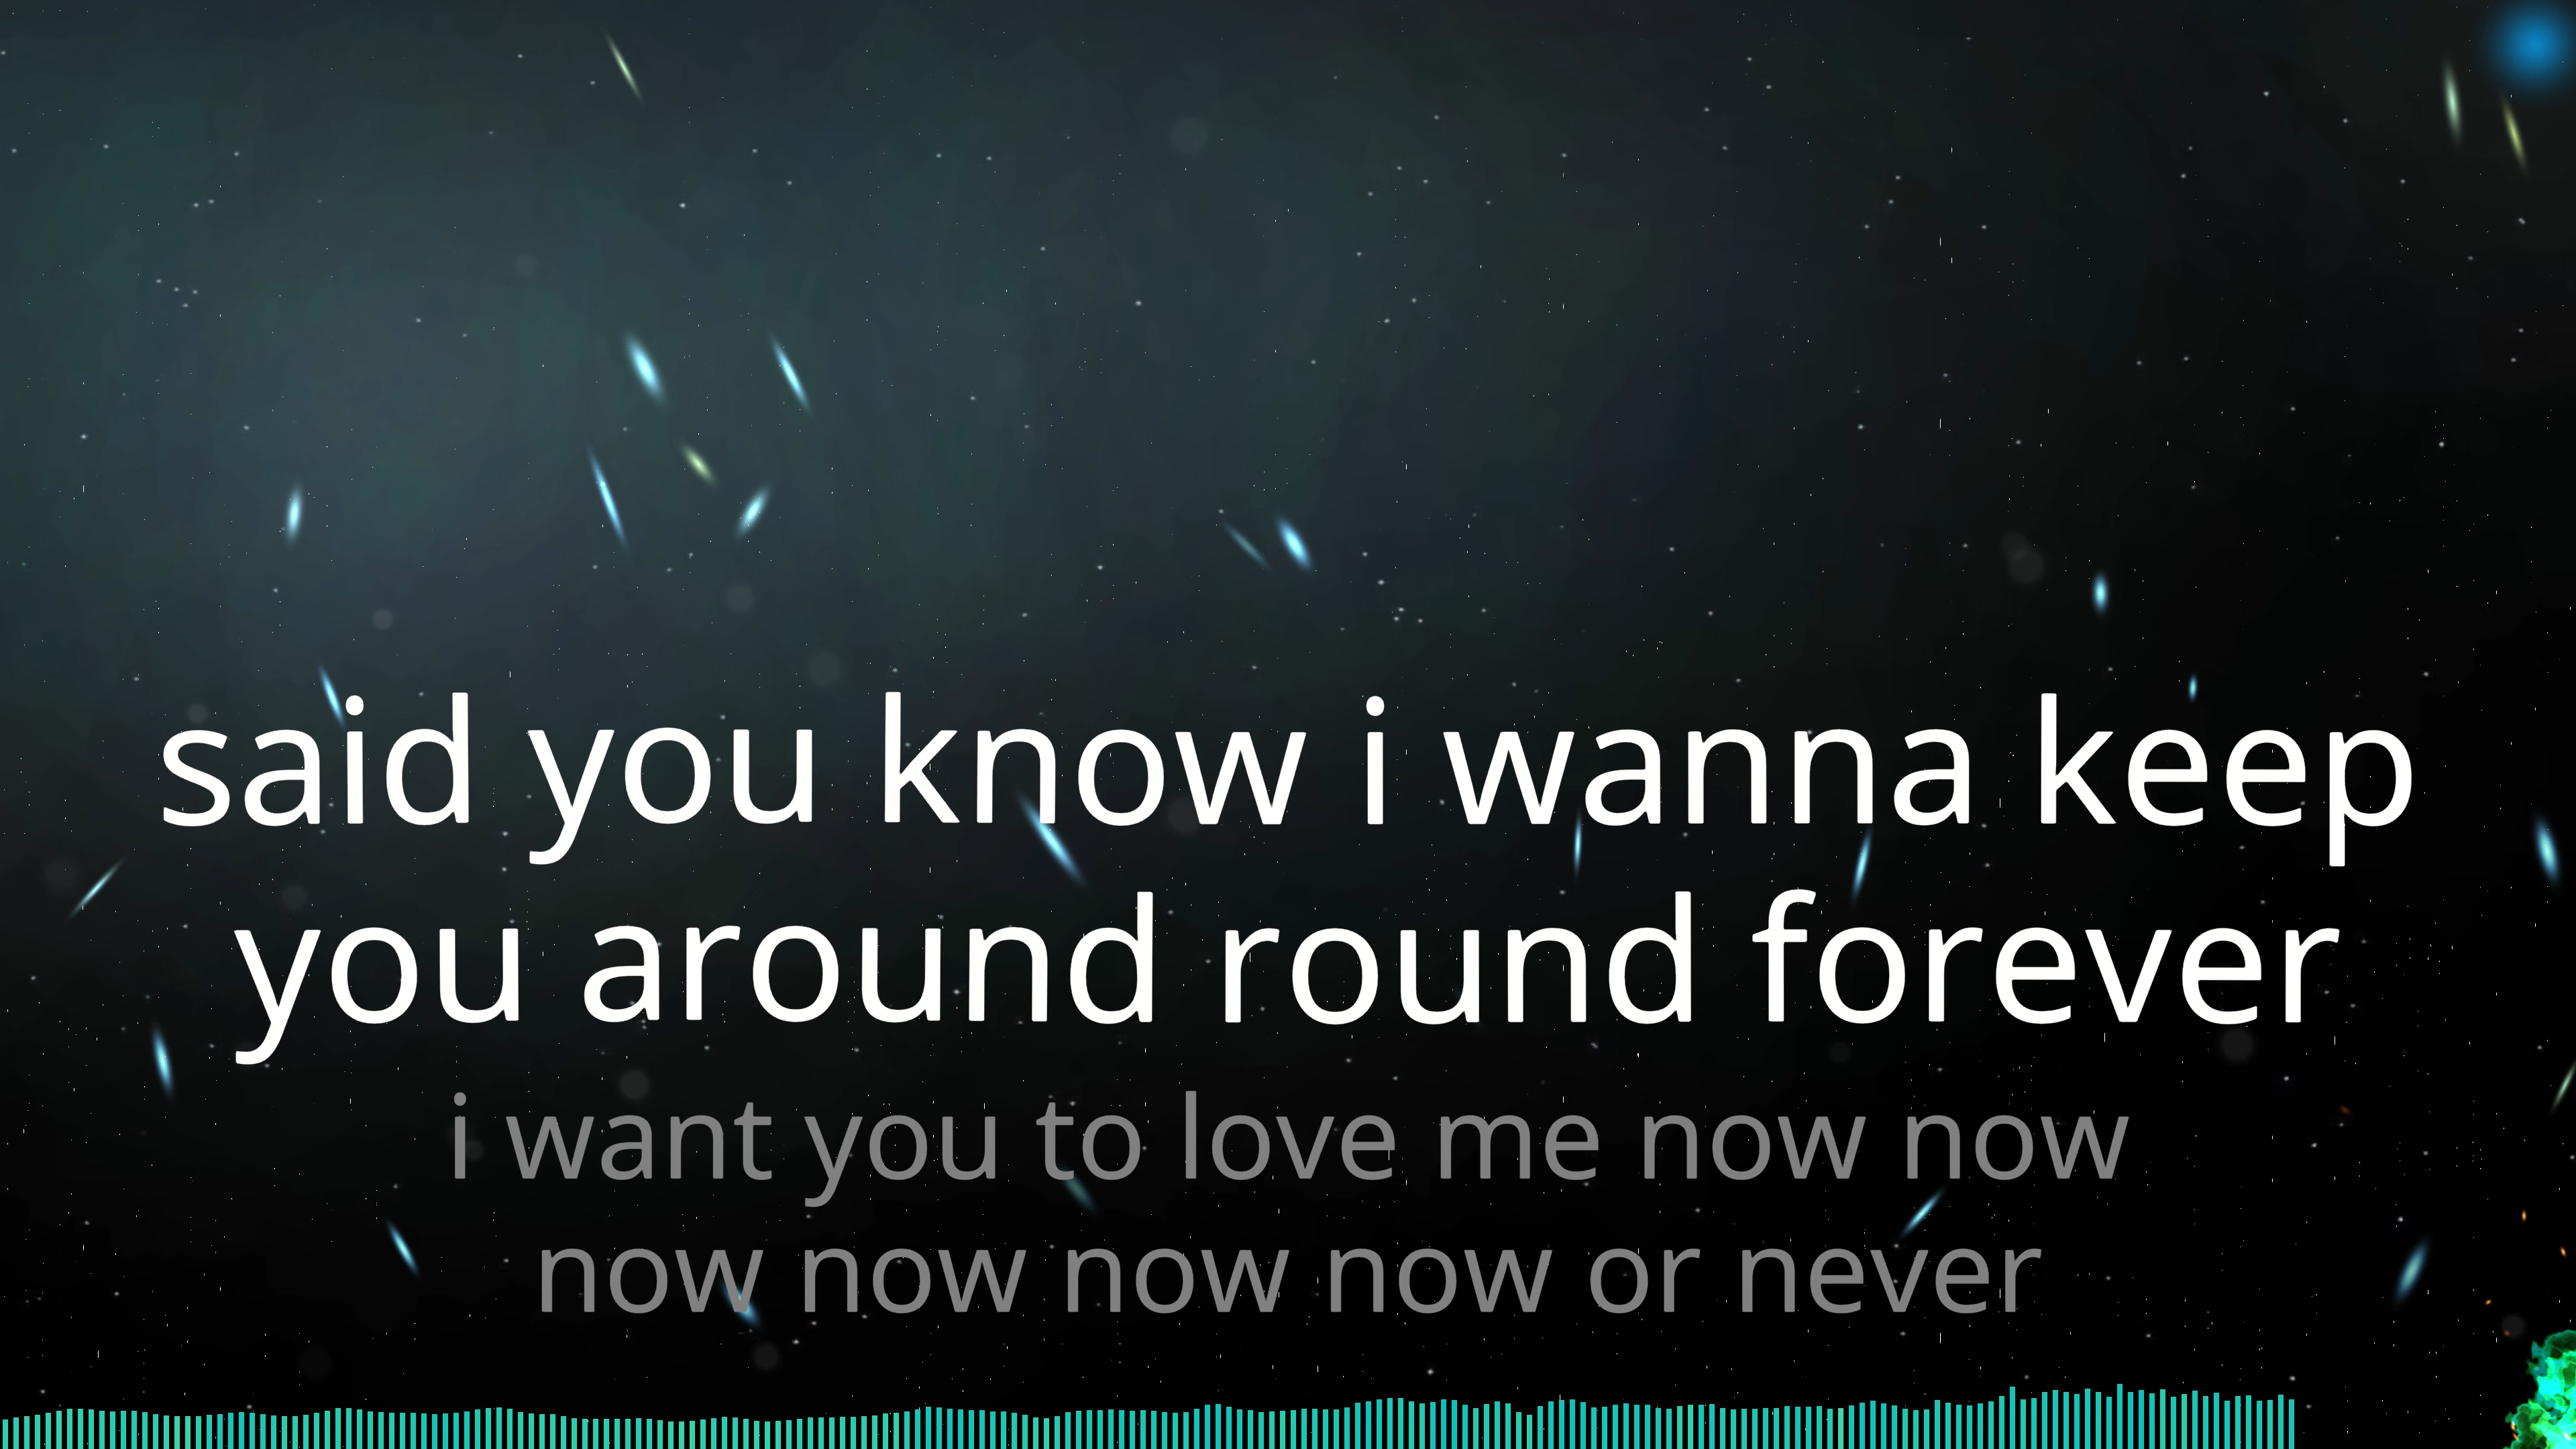 said you know i wanna keep
you around round forever
i want you to love me now now
now now now now or never